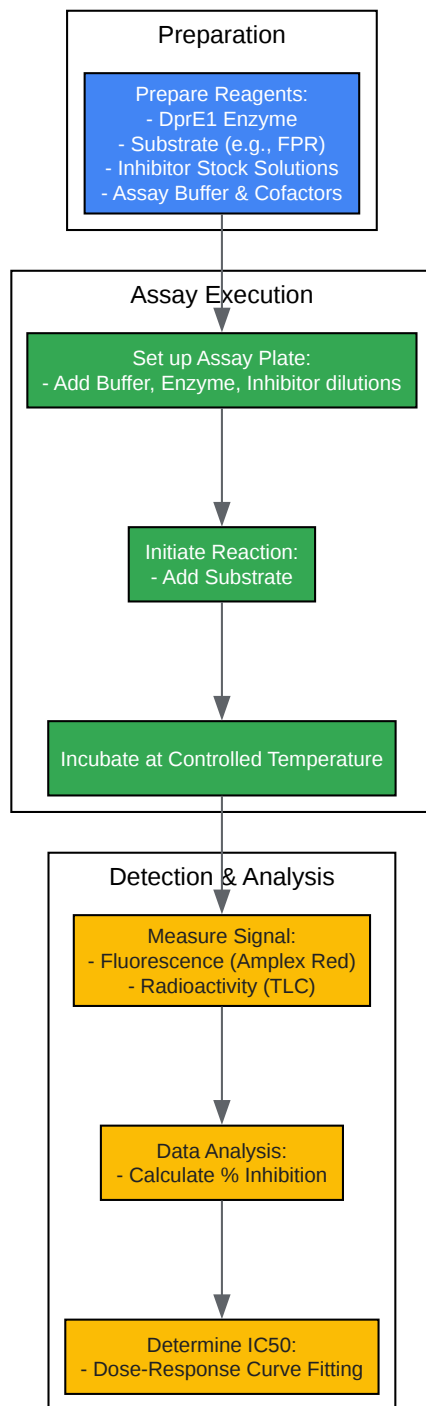 Preparation
Prepare Reagents:
- DprE1 Enzyme
- Substrate (e.g., FPR)
- Inhibitor Stock Solutions
- Assay Buffer & Cofactors
Assay Execution
Set up Assay Plate:
- Add Buffer, Enzyme, Inhibitor dilutions
Initiate Reaction:
- Add Substrate
Incubate at Controlled Temperature
Detection & Analysis
Measure Signal:
- Fluorescence (Amplex Red)
- Radioactivity (TLC)
Data Analysis:
- Calculate % Inhibition
Determine IC50:
- Dose-Response Curve Fitting